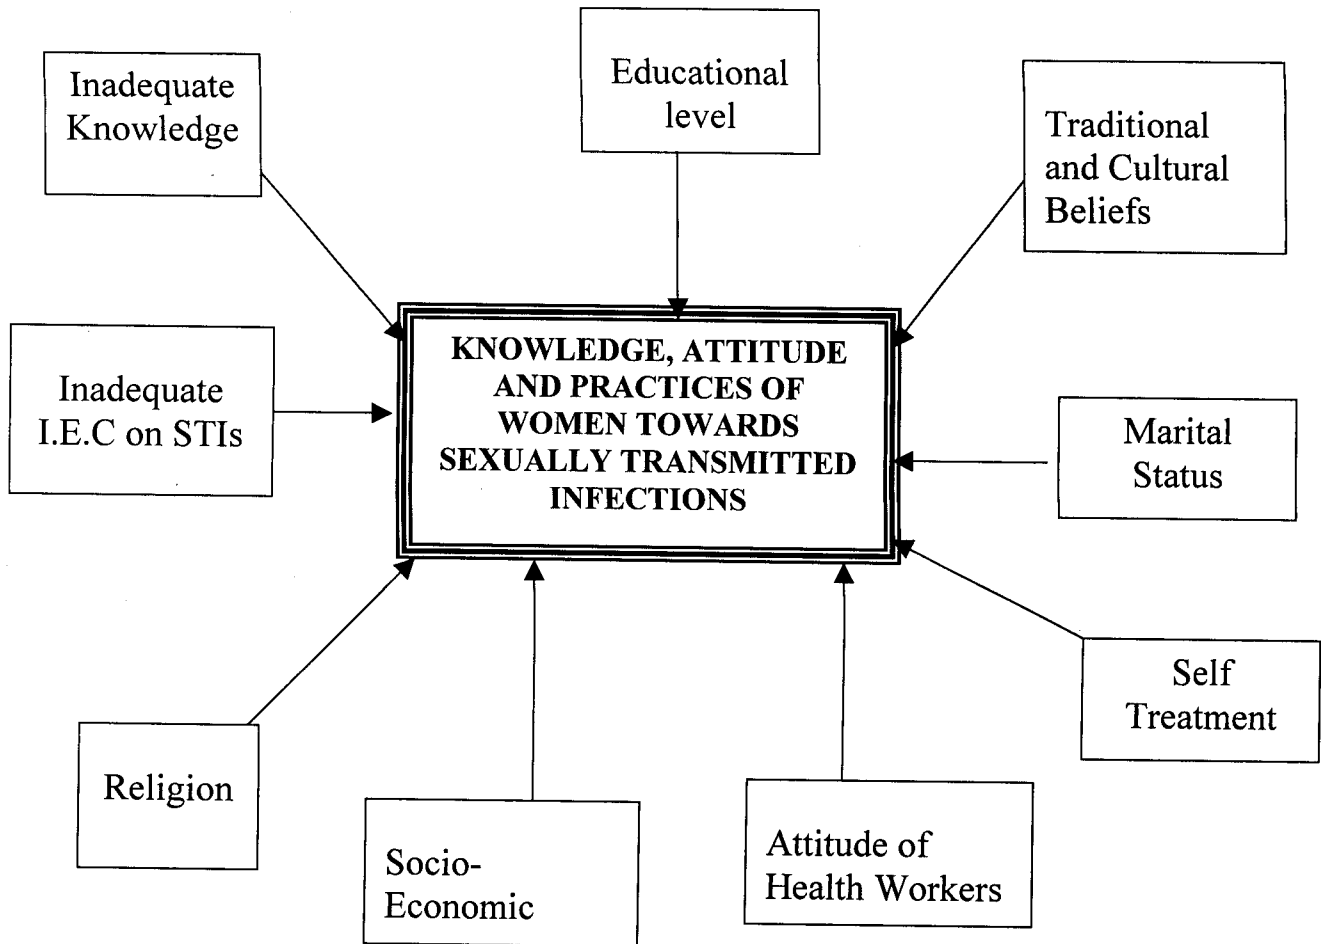 Educational
level
Inadequate
Knowledge
Traditional
and Cultural
Beliefs
KNOWLEDGE, ATTITUDE
AND PRACTICES OF
WOMEN TOWARDS
SEXUALLY TRANSMITTED
INFECTIONS
Inadequate
I.E.C on STIs
Marital
Status
Self
Treatment
Religion
Socio-
Economic
Attitude of
Health Workers